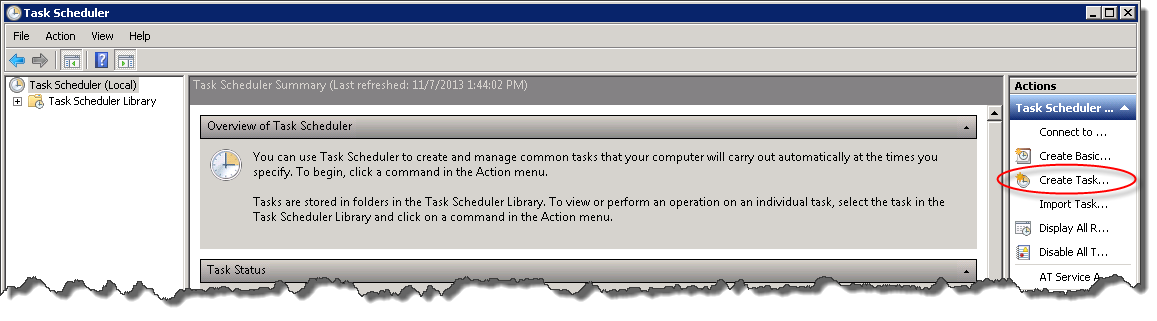 Task Scheduler
File Action View Help
Task Scheduler (Local)
Task Scheduler Library
Task Scheduler Summary (Last refreshed: 11/7/2013 1:44:02 PM)
Overview of Task Scheduler
You can use Task Scheduler to create and manage common tasks that your computer will carry out automatically at the times you
specify. To begin, click a command in the Action menu.
Tasks are stored in folders in the Task Scheduler Library. To view or perform an operation on an individual task, select the task in the
Task Scheduler Library and click on a command in the Action menu.
Task Status
Actions
Task Scheduler ...
Connect to ...
Create Basic...
Create Task...
Import Task...
Display All R...
Disable All T...
AT Service A...